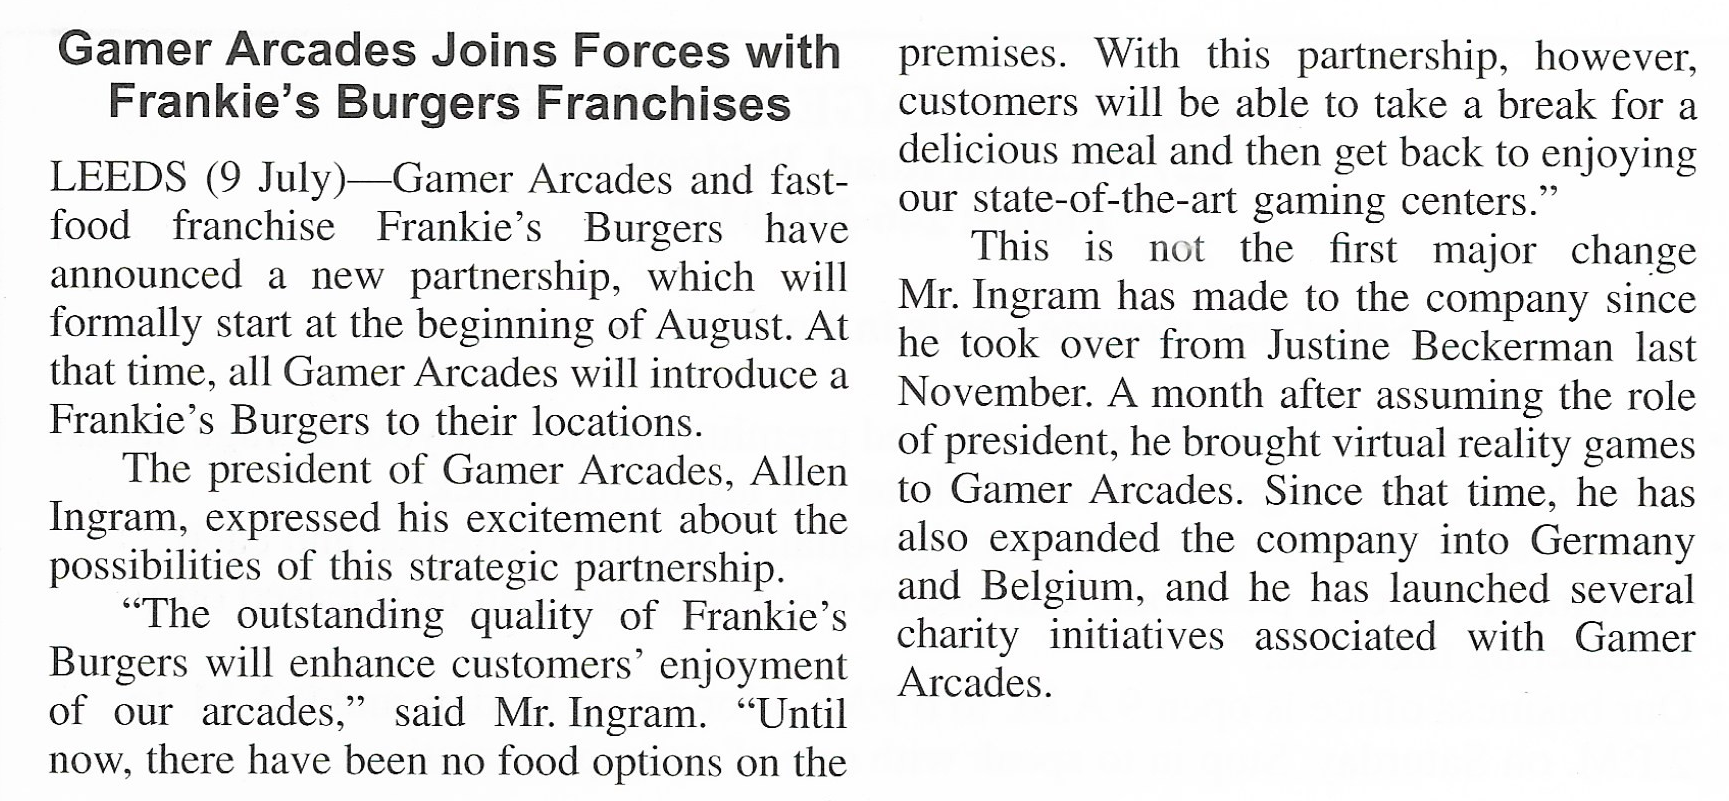 Gamer Arcades Joins Forces with
Frankie's Burgers Franchises
LEEDS (9 July)—Gamer Arcades and fast-
food franchise Frankie's Burgers have
announced a new partnership, which will
formally start at the beginning of August. At
that time, all Gamer Arcades will introduce a
Frankie's Burgers to their locations.
The president of Gamer Arcades, Allen
Ingram, expressed his excitement about the
possibilities of this strategic partnership.
“The outstanding quality of Frankie's
Burgers will enhance customers' enjoyment
of our arcades,” said Mr. Ingram. “Until
now, there have been no food options on the
premises. With this partnership, however,
customers will be able to take a break for a
delicious meal and then get back to enjoying
our state-of-the-art gaming centers.”
This is not the first major change
Mr. Ingram has made to the company since
he took over from Justine Beckerman last
November. A month after assuming the role
of president, he brought virtual reality games
to Gamer Arcades. Since that time, he has
also expanded the company into Germany
and Belgium, and he has launched several
charity initiatives associated with Gamer
Arcades.